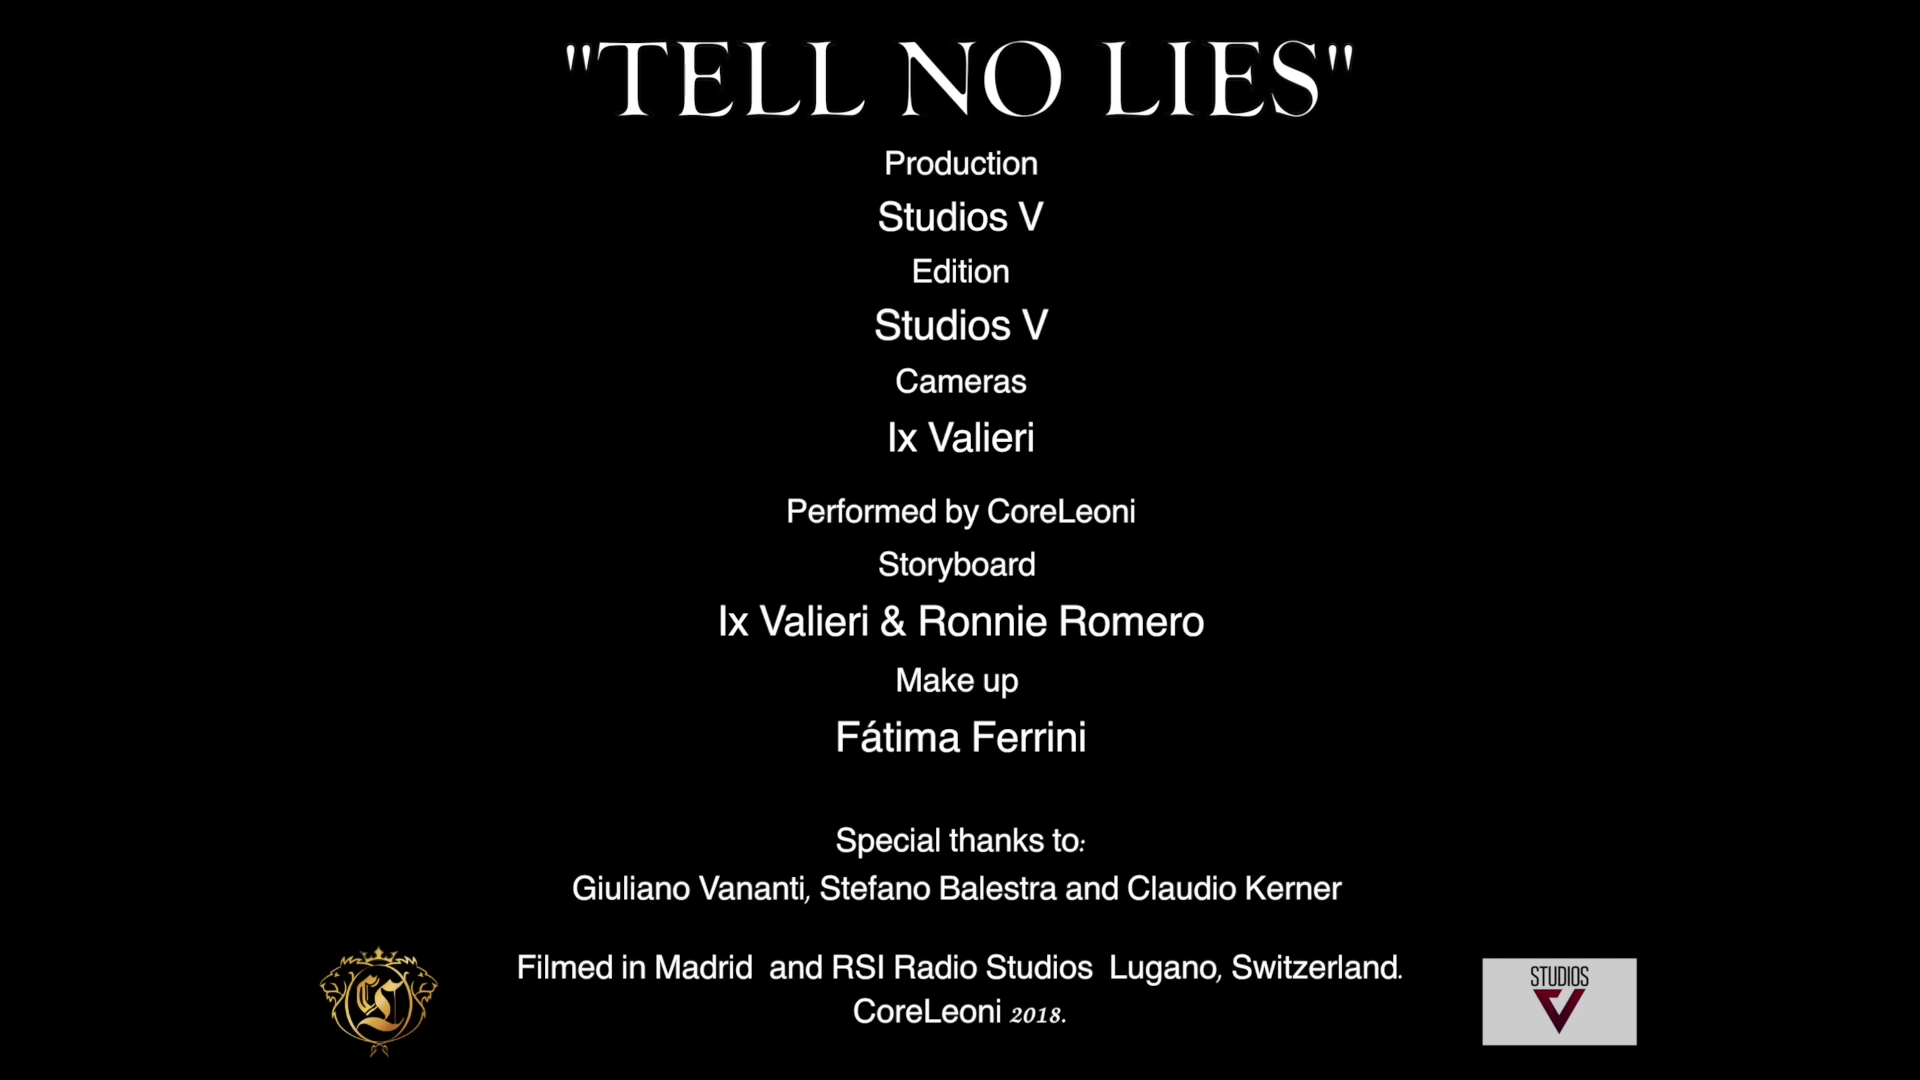 "TELL NO LIES"
Production
Studios V
Edition
Studios V
Cameras
Ix Valieri
Performed by CoreLeoni
Storyboard
Ix Valieri & Ronnie Romero
Make up
Fátima Ferrini
Special thanks to:
Giuliano Vananti, Stefano Balestra and Claudio Kerner
Filmed in Madrid  and RSI Radio Studios  Lugano, Switzerland.
CoreLeoni 2018.
CL
STUDIOS
V